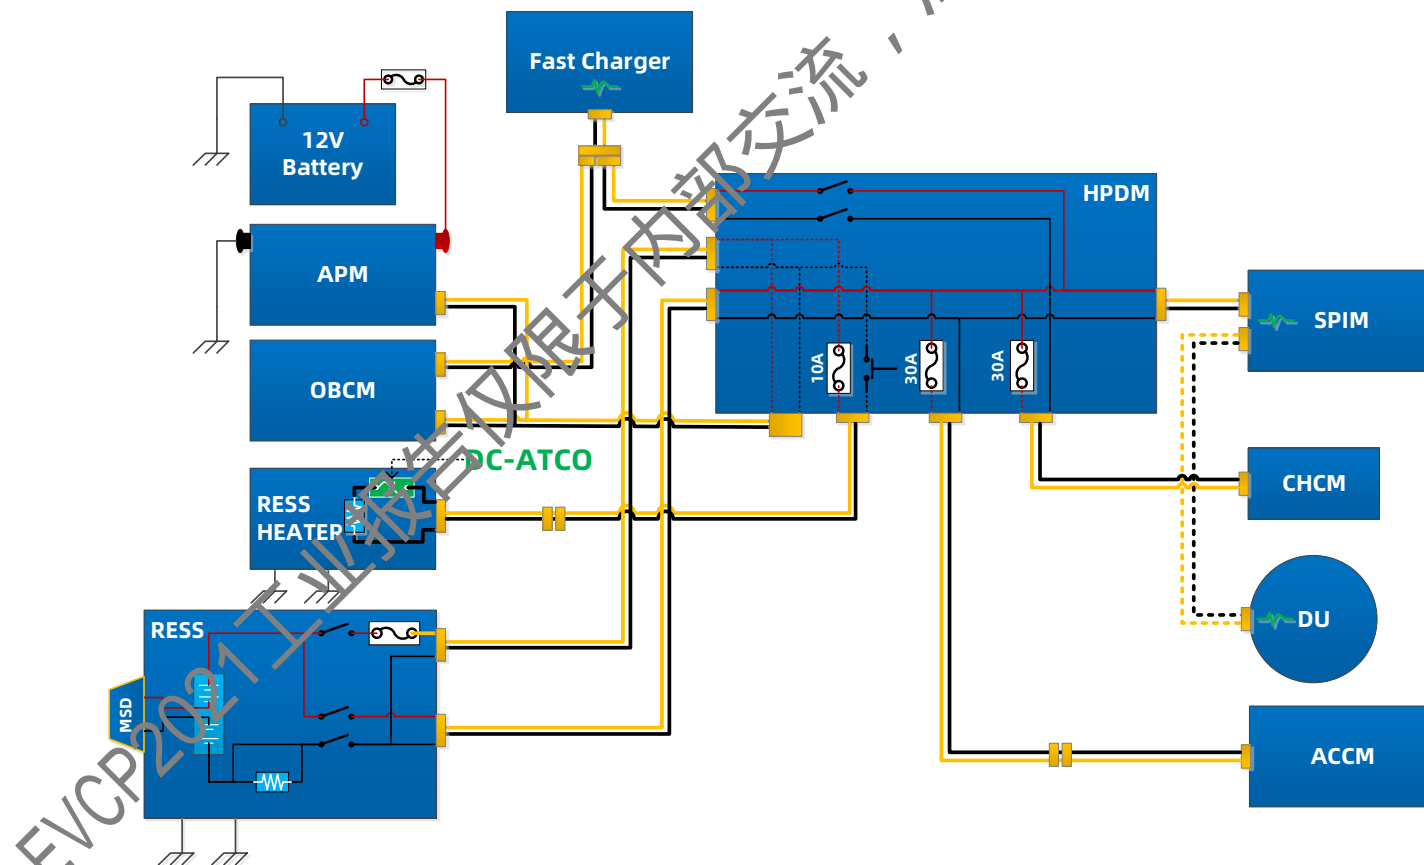 Fast Charger
12V
Battery
HPDM
APM
SPIM
OBCM
10A
30A
30A
DC-ATCO
RESS
HEATER
CHCM
RESS
DU
MSD
ACCM
EVCP2021工业报告仅限于内部交流，